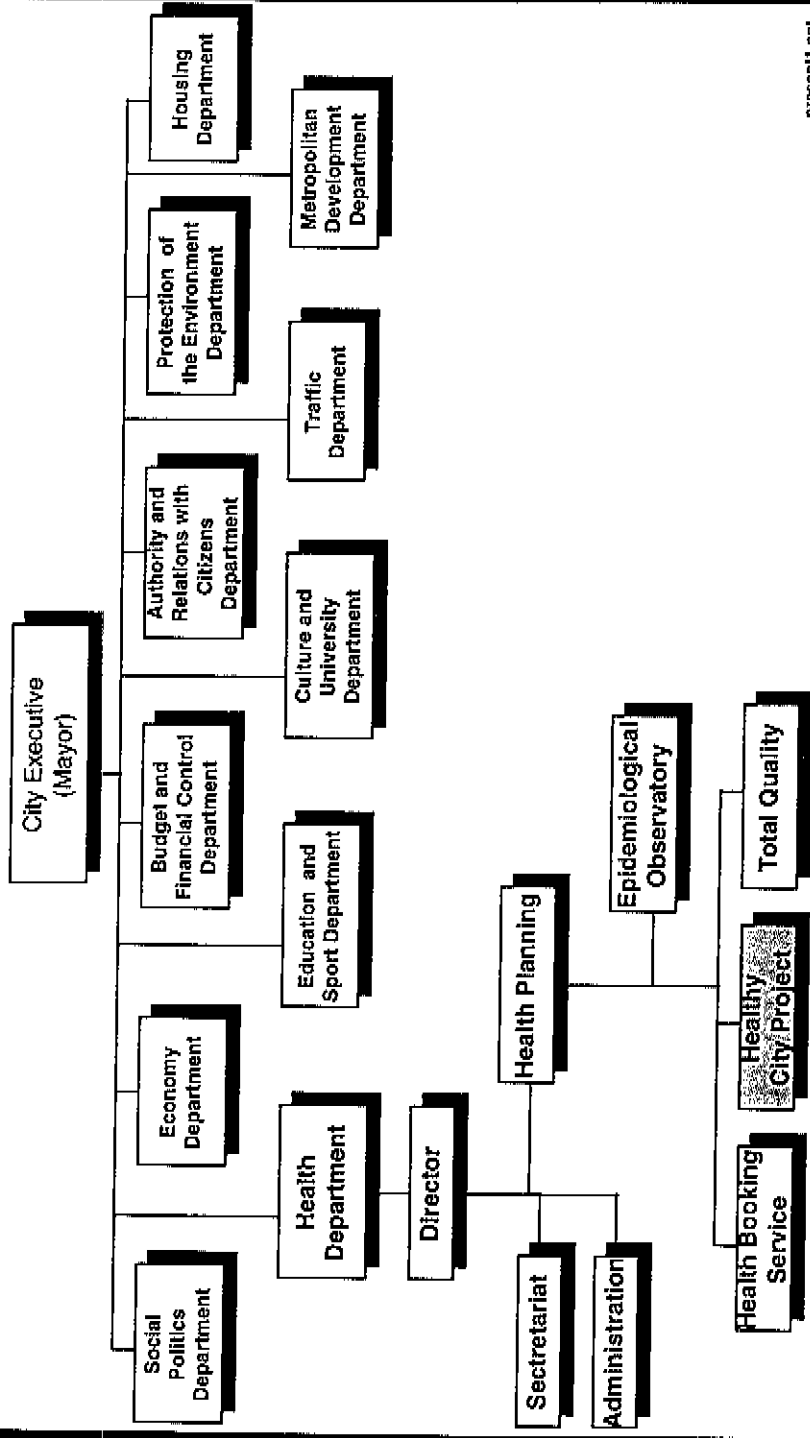 City Executive
(Mayor)
Social
Politics
Department
Economy
Department
Budget and
Financial Control
Department
Authority and
Relations with
Citizens
Department
Protection of
the Environment
Department
Housing
Department
Health
Department
Education and
Sport Department
Culture and
University
Department
Traffic
Department
Metropolitan
Development
Department
Director
Sectretariat
Administration
Health Planning
Epidemiological
Observatory
Health Booking
Service
Healthy
City Project
Total Quality